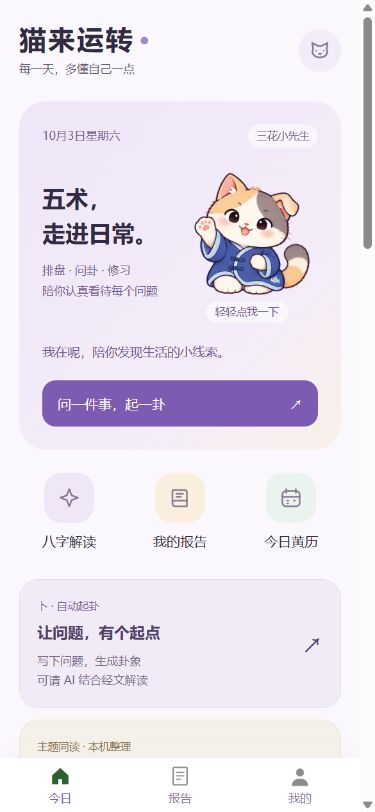 猫来运转
每一天，多懂自己一点
10月3日星期六
三花小先生
五术，
走进日常。
排盘 · 问卦 · 修习
陪你认真看待每个问题
轻轻点我一下
我在呢，陪你发现生活的小线索。
问一件事，起一卦 ↗
八字解读
我的报告
今日黄历
卜 · 自动起卦
让问题，有个起点
写下问题，生成卦象
可请 AI 结合经文解读
↗
主题同读 · 本机整理
今日
报告
我的